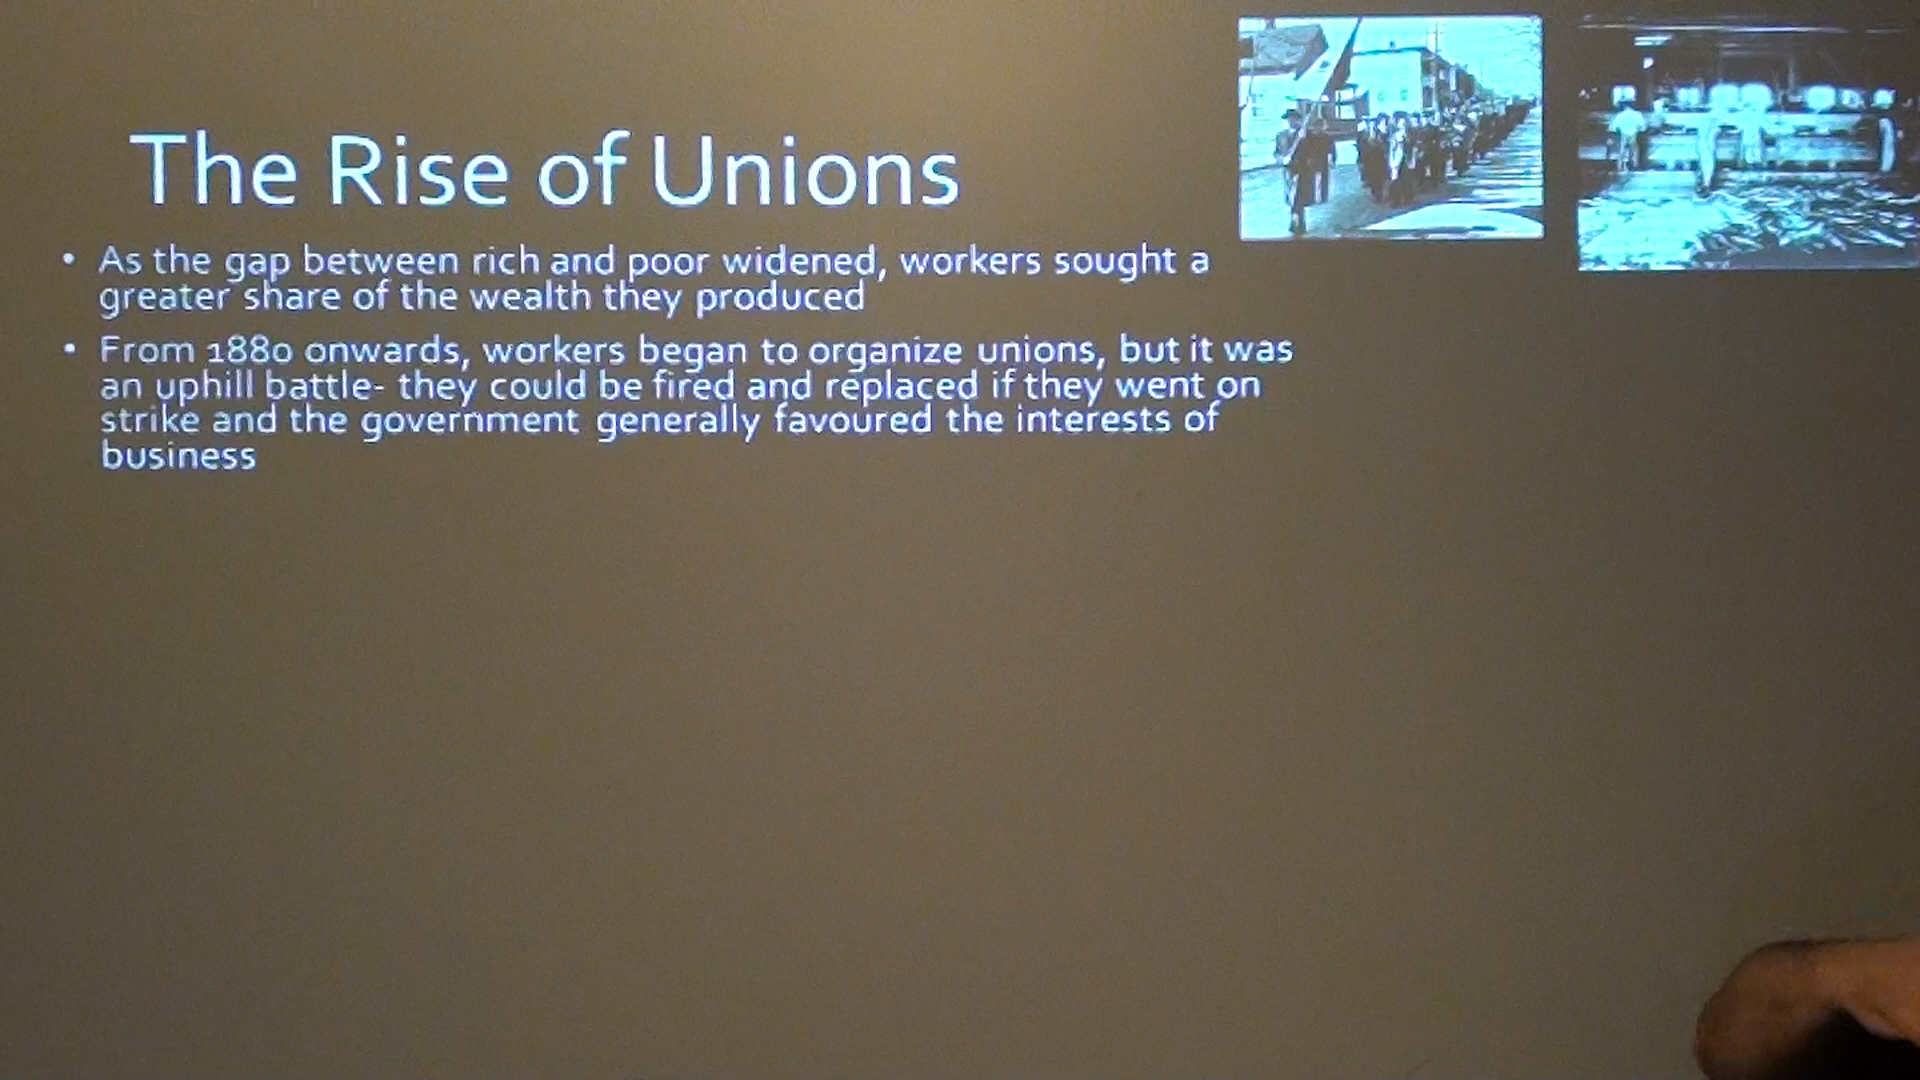 The Rise of Unions
• As the gap between rich and poor widened, workers sought a
greater share of the wealth they produced
• From 1880 onwards, workers began to organize unions, but it was
an uphill battle- they could be fired and replaced if they went on
strike and the government generally favoured the interests of
business